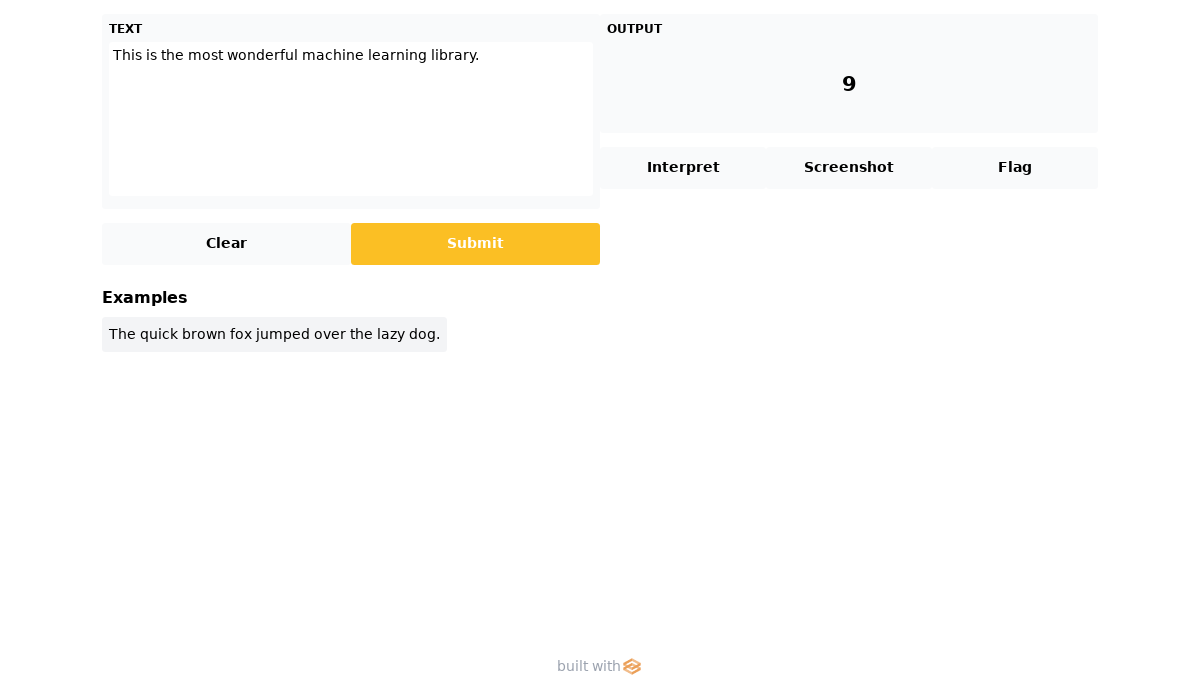 TEXT
This is the most wonderful machine learning library.
OUTPUT
9
Interpret
Screenshot
Flag
Clear
Submit
Examples
The quick brown fox jumped over the lazy dog.
built with